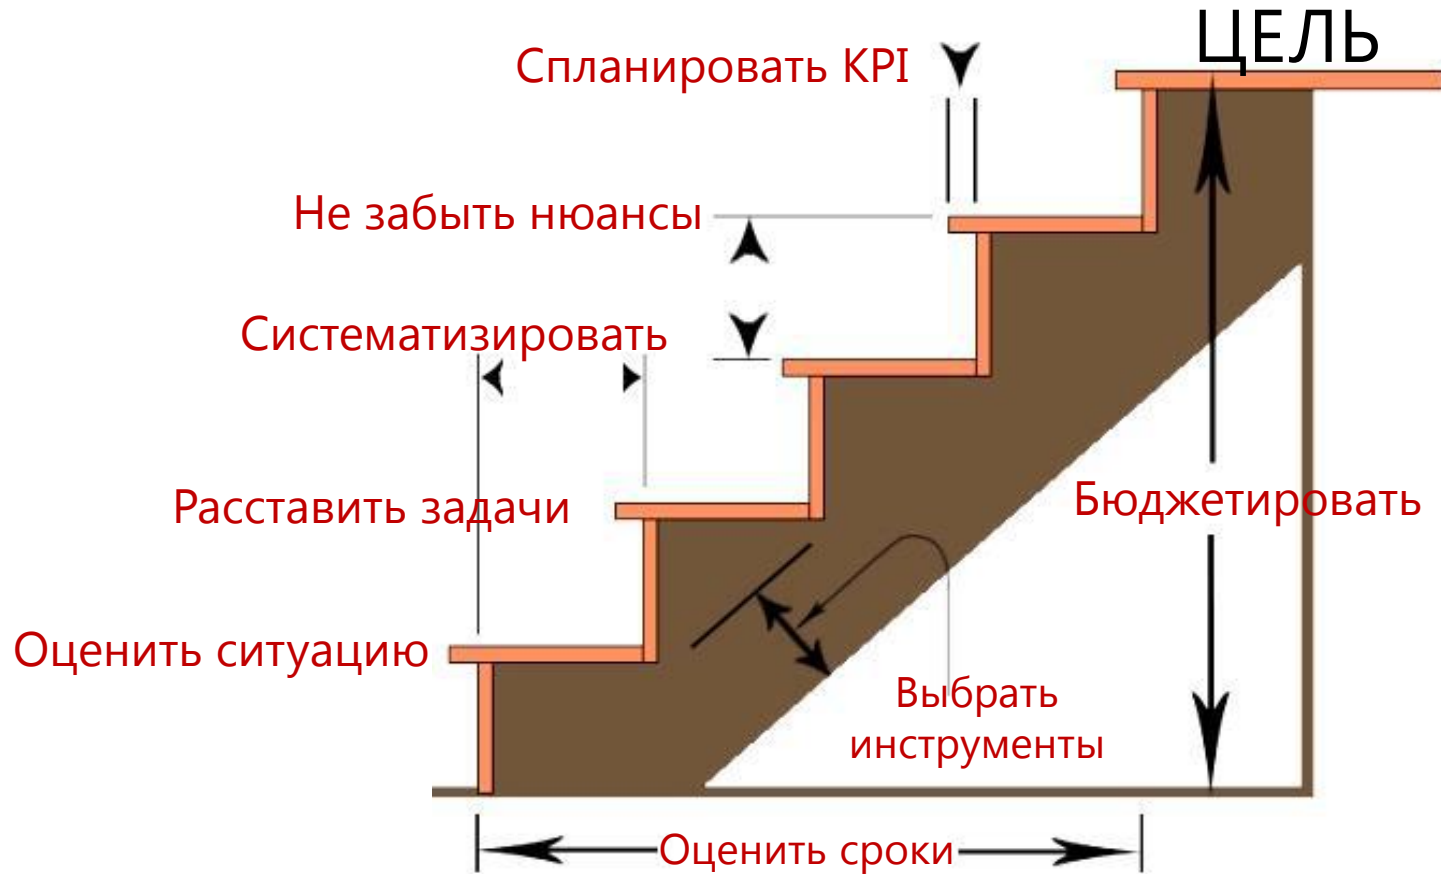 ЦЕЛЬ
Спланировать KPI
Не забыть нюансы
Систематизировать
Расставить задачи
Бюджетировать
Оценить ситуацию
Выбрать
инструменты
Оценить сроки